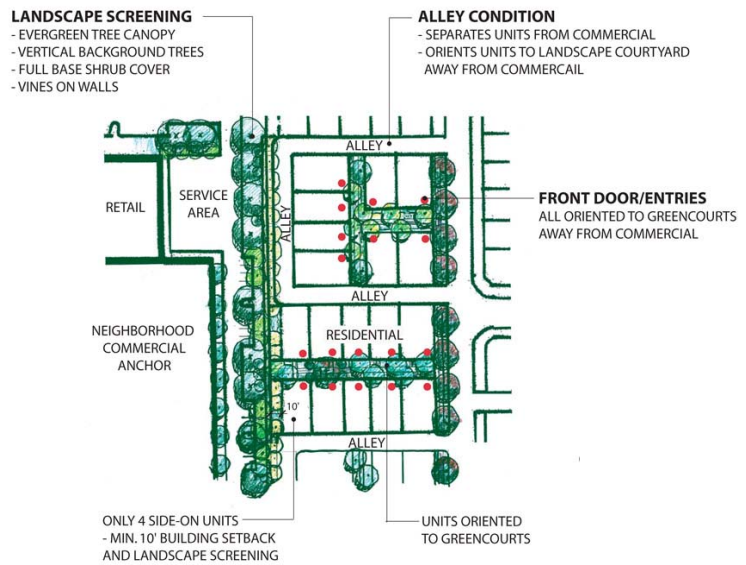 LANDSCAPE SCREENING
- EVERGREEN TREE CANOPY
- VERTICAL BACKGROUND TREES
- FULL BASE SHRUB COVER
- VINES ON WALLS
ALLEY CONDITION
- SEPARATES UNITS FROM COMMERCIAL
- ORIENTS UNITS TO LANDSCAPE COURTYARD
AWAY FROM COMMERCAIL
ALLEY
RETAIL
SERVICE
AREA
ALLEY
FRONT DOOR/ENTRIES
ALL ORIENTED TO GREENCOURTS
AWAY FROM COMMERCIAL
ALLEY
NEIGHBORHOOD
COMMERCIAL
ANCHOR
RESIDENTIAL
10'
ALLEY
ONLY 4 SIDE-ON UNITS
- MIN. 10' BUILDING SETBACK
AND LANDSCAPE SCREENING
UNITS ORIENTED
TO GREENCOURTS